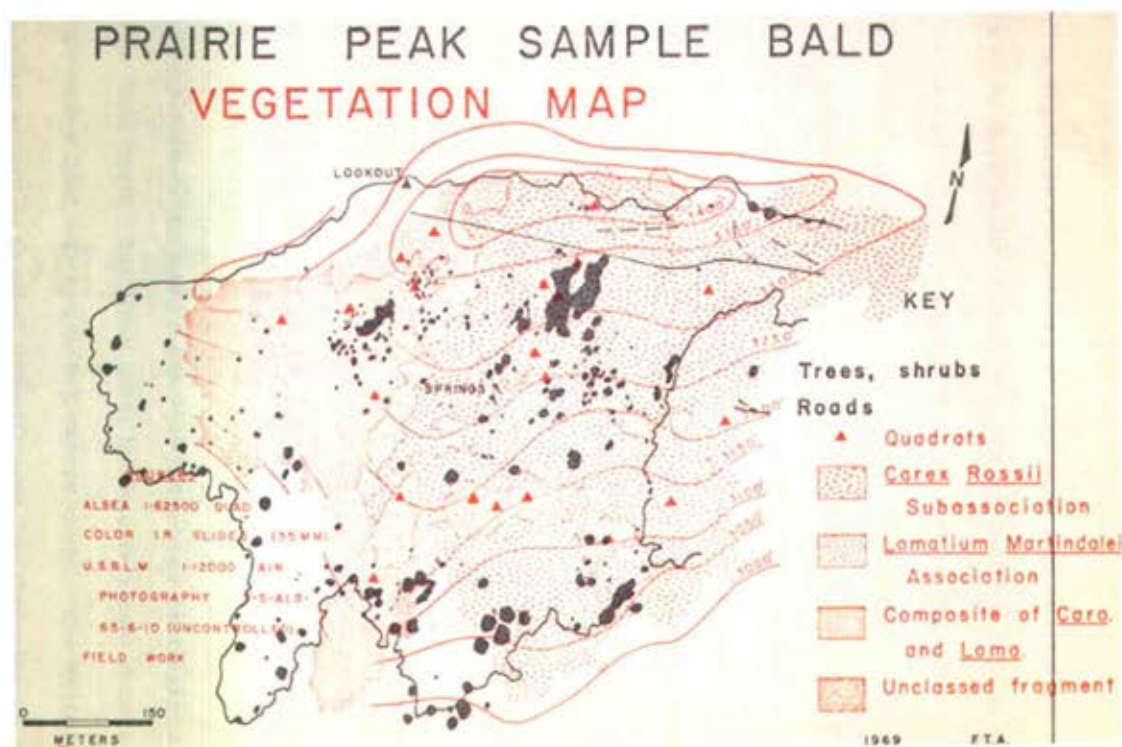 PRAIRIE PEAK SAMPLE BALD
VEGETATION MAP
LOOKOUT
N
KEY
SPRINGS
Trees, shrubs
Roads
Quadrats
Carex Rossii
Subassociation
Lomatium Martindalei
Association
Composite of Caro.
and Loma.
Unclassed fragment
ALSEA 1-62500 QUAD
COLOR I.R. SLIDES (35MM)
U.S.B.L.M. 1-12000
PHOTOGRAPHY
(UNCONTROLLED)
FIELD WORK
0 150
METERS
1969 F.T.A.